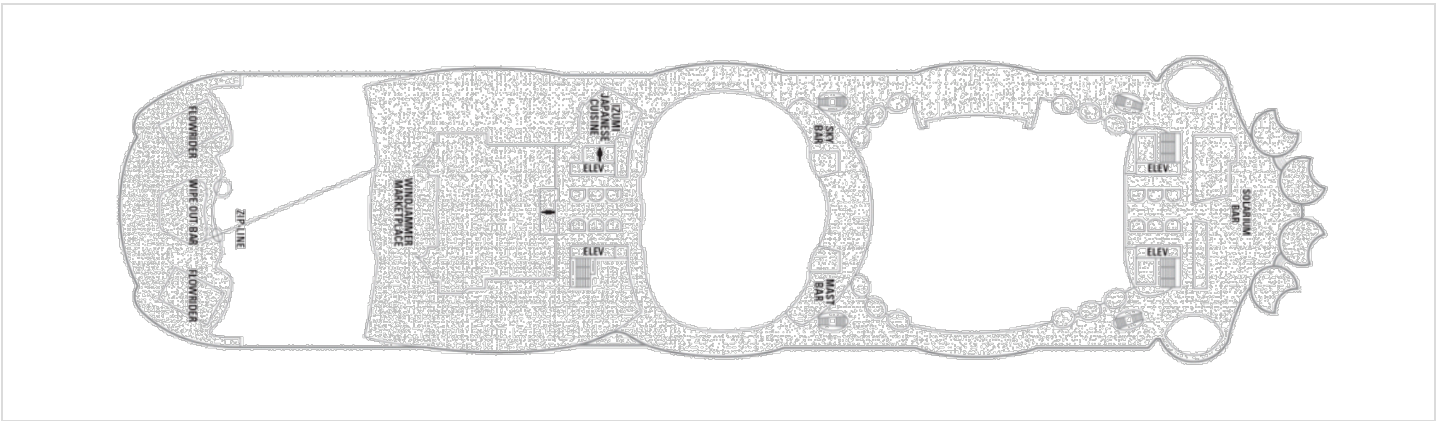 FLOWRIDER
WIPE OUT BAR
FLOWRIDER
ZIP LINE
WINDJAMMER
MARKETPLACE
IZUMI
JAPANESE
CUISINE
ELEV
ELEV
SKY
BAR
MAST
BAR
ELEV
ELEV
SOLARIUM
BAR